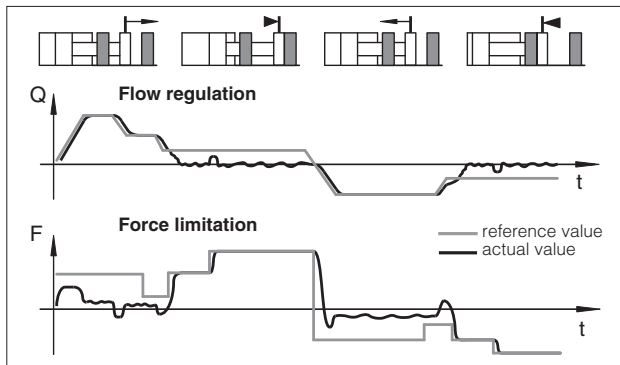 Q
Flow regulation
t
F
Force limitation
reference value
actual value
t